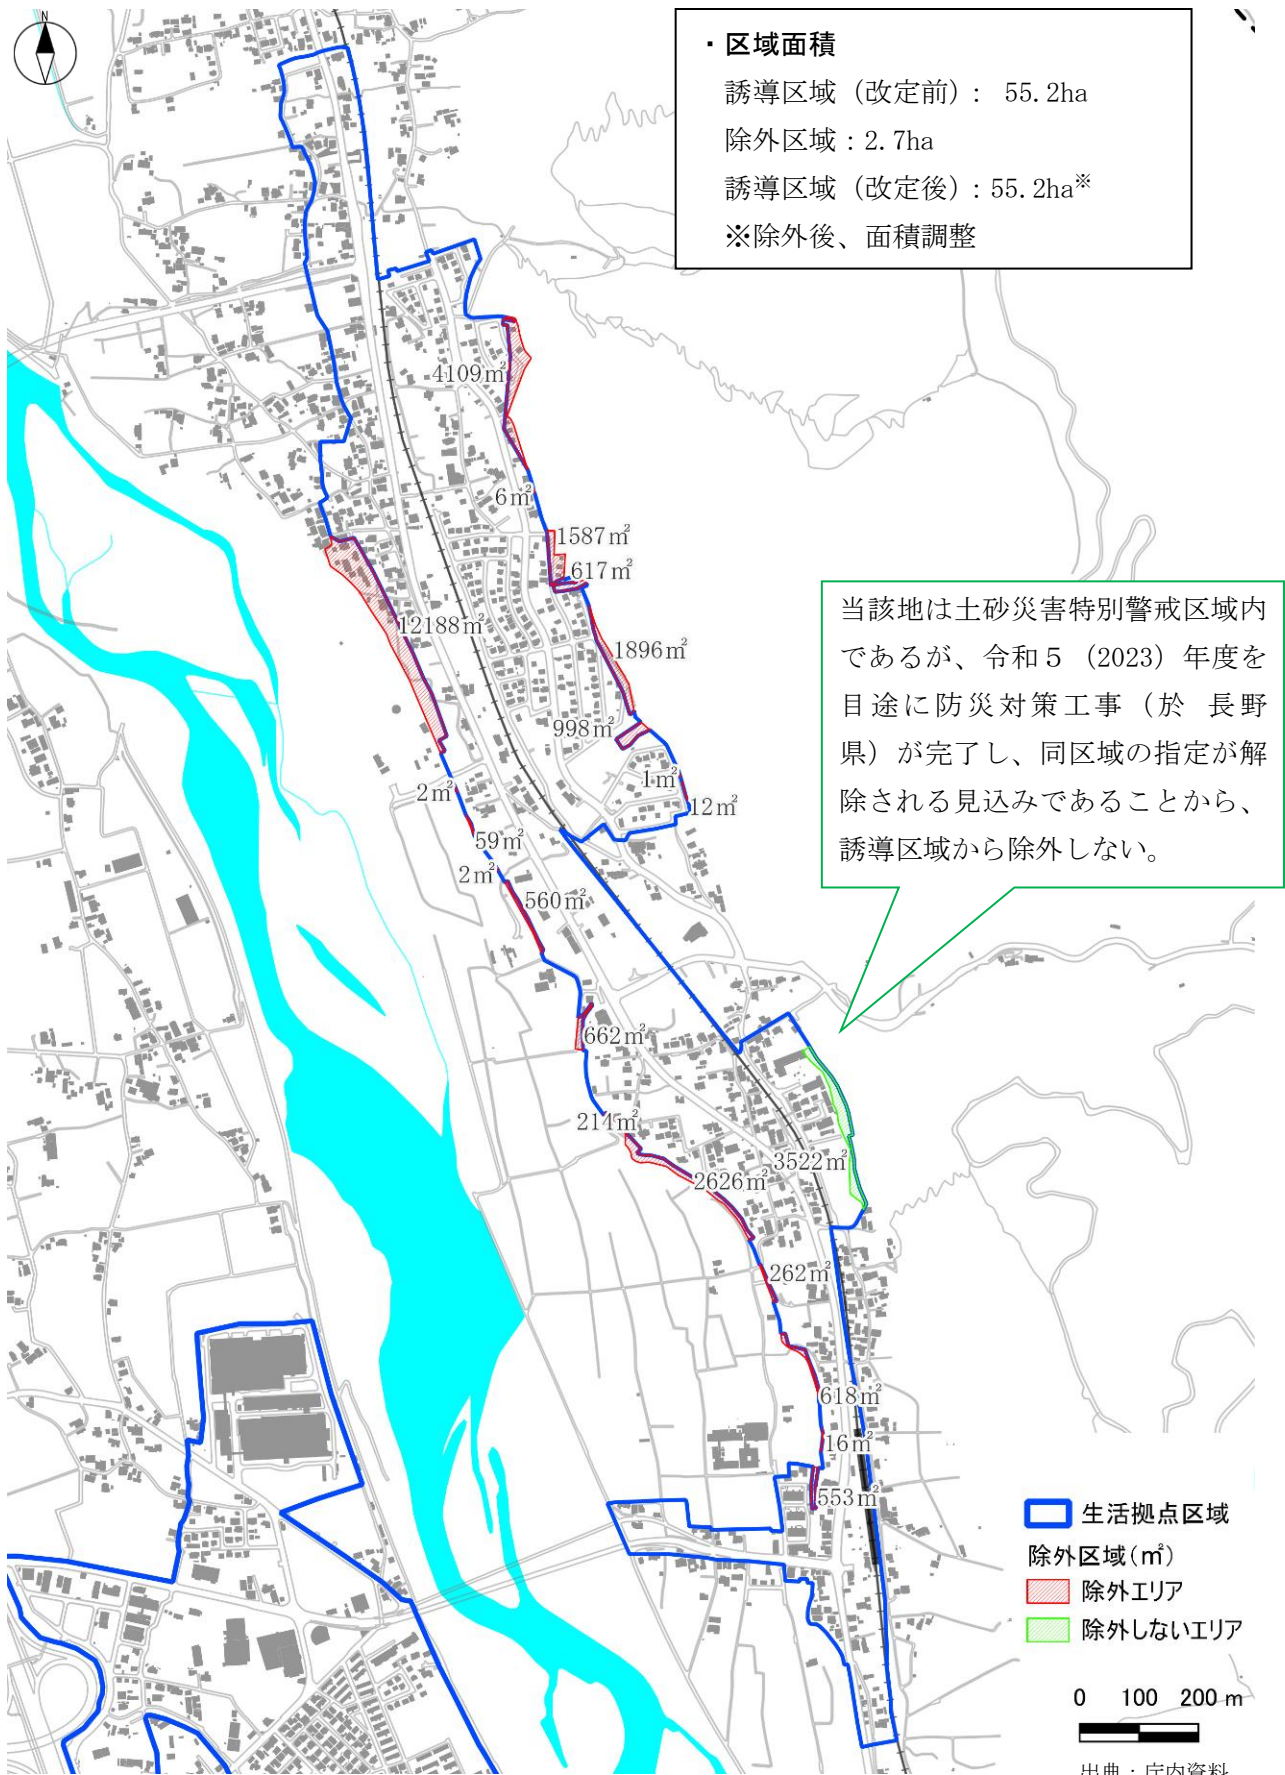 N
・区域面積
誘導区域（改定前）： 55.2ha
除外区域：2.7ha
誘導区域（改定後）：55.2ha※
※除外後、面積調整
4109㎡
6㎡
1587㎡
617㎡
12188㎡
1896㎡
998㎡
1㎡
2㎡
12㎡
59㎡
2㎡
560㎡
当該地は土砂災害特別警戒区域内
であるが、令和５（2023）年度を
目途に防災対策工事（於 長野
県）が完了し、同区域の指定が解
除される見込みであることから、
誘導区域から除外しない。
662㎡
214㎡
3522㎡
2626㎡
262㎡
618㎡
16㎡
553㎡
生活拠点区域
除外区域(㎡)
除外エリア
除外しないエリア
0 100 200 m
出典：庁内資料